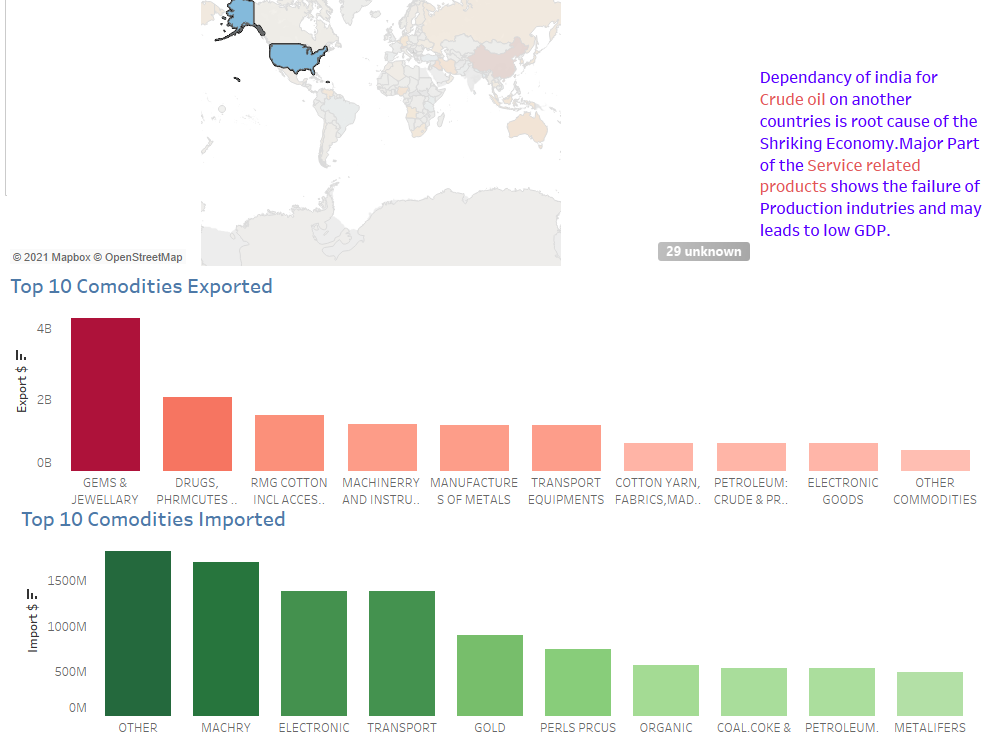 Dependancy of india for
Crude oil on another
countries is root cause of the
Shriking Economy.Major Part
of the Service related
products shows the failure of
Production indutries and may
leads to low GDP.
© 2021 Mapbox © OpenStreetMap
29 unknown
Top 10 Comodities Exported
4B
2B
0B
Export $
GEMS & JEWELLARY
DRUGS, PHRMCUTES ..
RMG COTTON INCL ACCES..
MACHINERRY AND INSTRU..
MANUFACTURE S OF METALS
TRANSPORT EQUIPMENTS
COTTON YARN, FABRICS,MAD..
PETROLEUM: CRUDE & PR..
ELECTRONIC GOODS
OTHER COMMODITIES
Top 10 Comodities Imported
1500M
1000M
500M
0M
Import $
OTHER
MACHRY
ELECTRONIC
TRANSPORT
GOLD
PERLS PRCUS
ORGANIC
COAL.COKE &
PETROLEUM.
METALIFERS